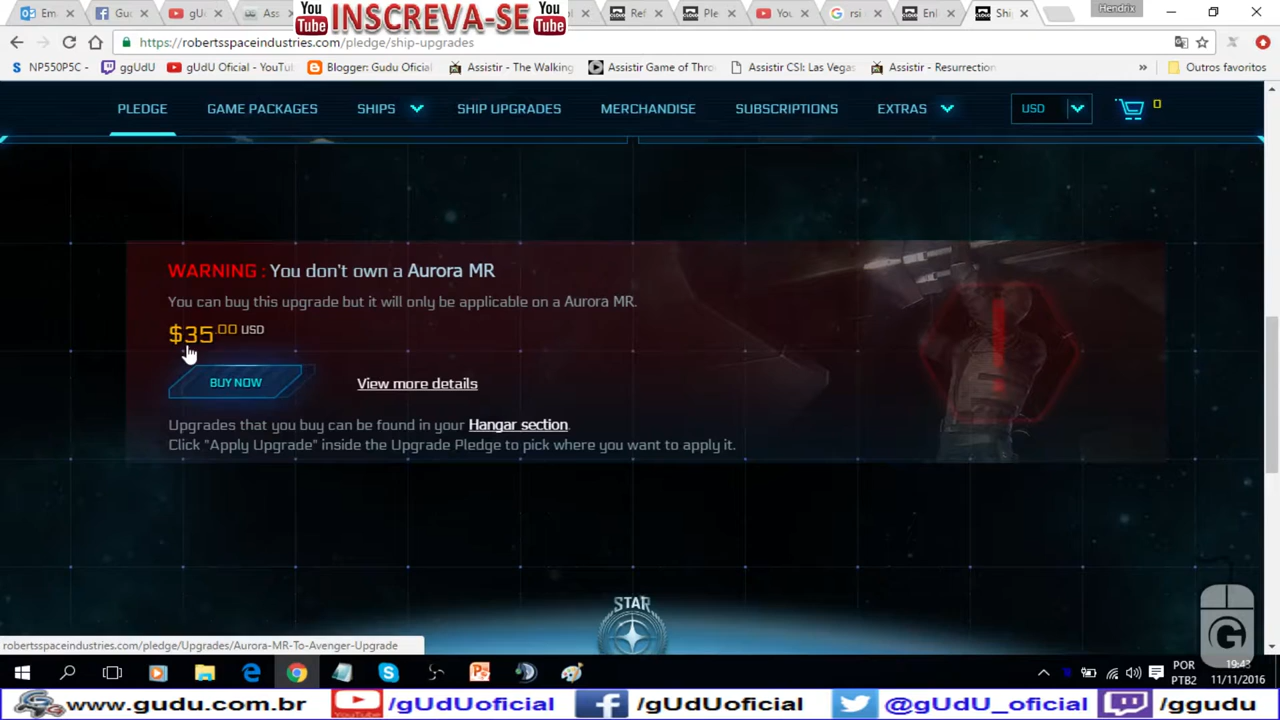 You Tube INSCREVA-SE You Tube
Hendrix
https://robertsspaceindustries.com/pledge/ship-upgrades
NP550P5C - ggUdU gUdU Oficial - YouTu Blogger: Gudu Oficial Assistir - The Walking Assistir Game of Thro Assistir CSI: Las Vegas Assistir - Resurrection » Outros favoritos
PLEDGE GAME PACKAGES SHIPS SHIP UPGRADES MERCHANDISE SUBSCRIPTIONS EXTRAS USD 0
WARNING : You don't own a Aurora MR
You can buy this upgrade but it will only be applicable on a Aurora MR.
$35.00 USD
BUY NOW View more details
Upgrades that you buy can be found in your Hangar section.
Click "Apply Upgrade" inside the Upgrade Pledge to pick where you want to apply it.
STAR
robertsspaceindustries.com/pledge/Upgrades/Aurora-MR-To-Avenger-Upgrade
POR 19:43
PTB2 11/11/2016
www.gudu.com.br /gUdUoficial /gUdUoficial @gUdU_oficial /ggudu